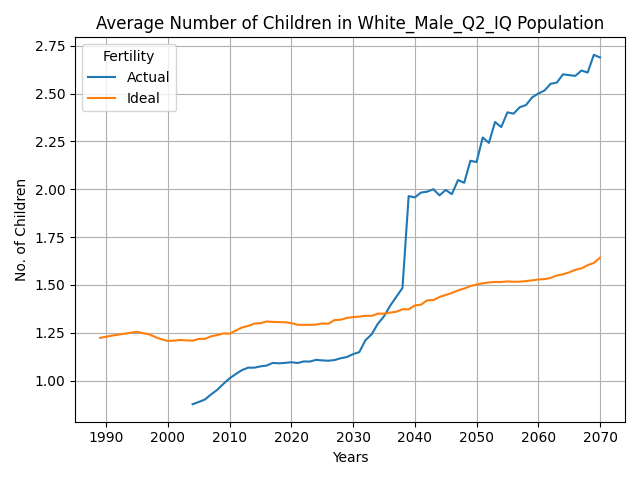 Average Number of Children in White_Male_Q2_IQ Population
Fertility
Actual
Ideal
No. of Children
2.75
2.50
2.25
2.00
1.75
1.50
1.25
1.00
1990 2000 2010 2020 2030 2040 2050 2060 2070
Years